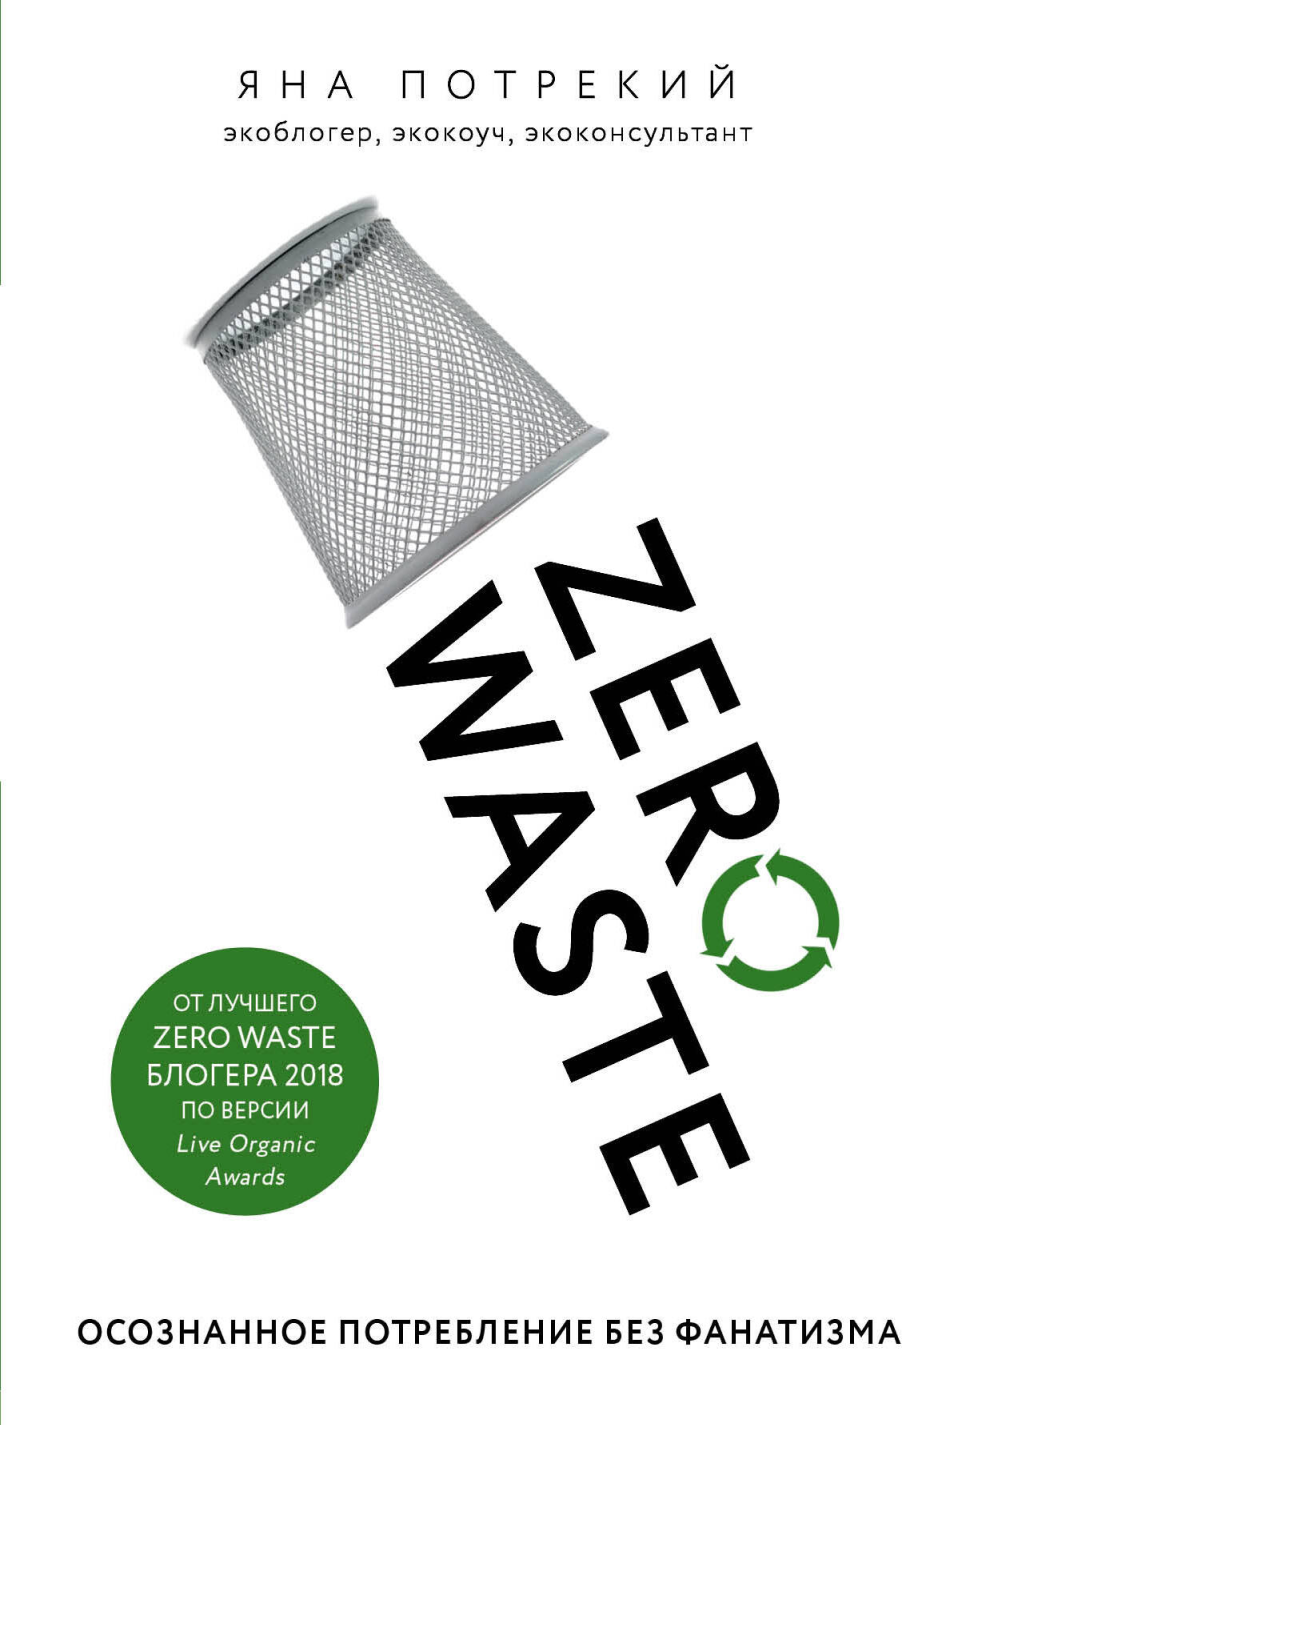 ЯНА ПОТРЕКИЙ
экоблогер, экокоуч, экоконсультант
ZERO
WASTE
ОТ ЛУЧШЕГО
ZERO WASTE
БЛОГЕРА 2018
ПО ВЕРСИИ
Live Organic
Awards
ОСОЗНАННОЕ ПОТРЕБЛЕНИЕ БЕЗ ФАНАТИЗМА